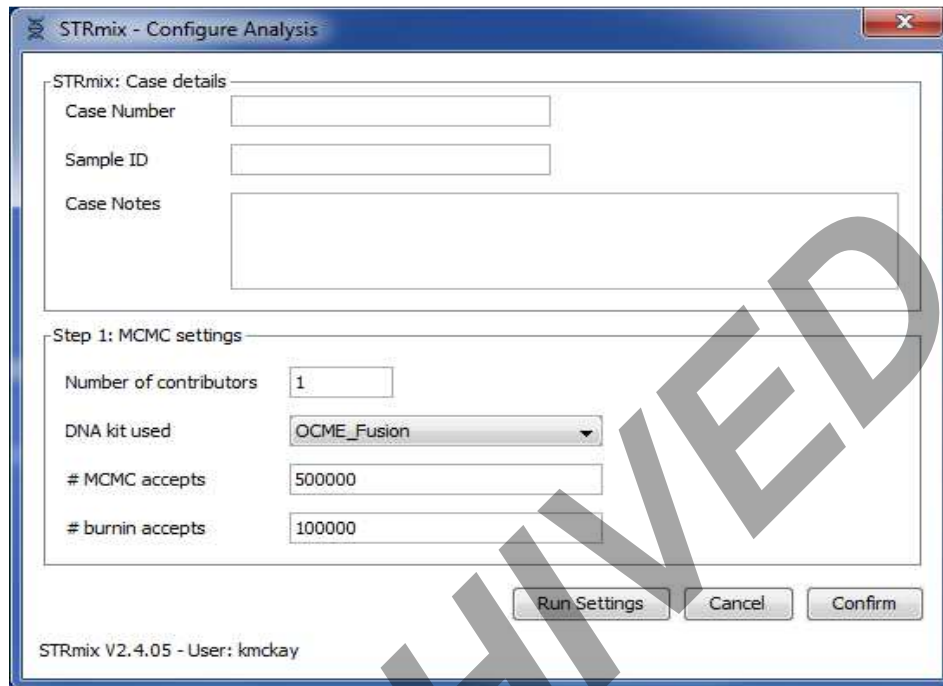 STRmix - Configure Analysis
STRmix: Case details
Case Number
Sample ID
Case Notes
Step 1: MCMC settings
Number of contributors 1
DNA kit used OCME_Fusion
# MCMC accepts 500000
# burnin accepts 100000
Run Settings Cancel Confirm
STRmix V2.4.05 - User: kmckay
HIVED